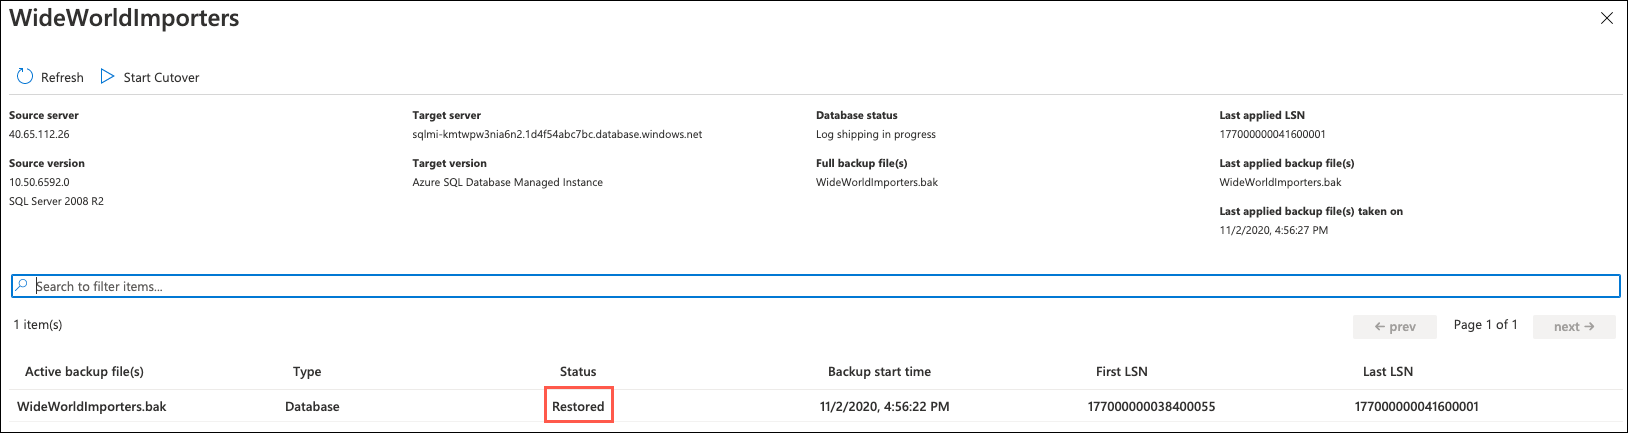 WideWorldImporters
Refresh Start Cutover
Source server Target server Database status Last applied LSN
40.65.112.26 sqlmi-kmtwpw3nia6n2.1d4f54abc7bc.database.windows.net Log shipping in progress 177000000041600001
Source version Target version Full backup file(s) Last applied backup file(s)
10.50.6592.0 Azure SQL Database Managed Instance WideWorldImporters.bak WideWorldImporters.bak
SQL Server 2008 R2
Last applied backup file(s) taken on
11/2/2020, 4:56:27 PM
Search to filter items...
1 item(s) ← prev Page 1 of 1 next →
Active backup file(s) Type Status Backup start time First LSN Last LSN
WideWorldImporters.bak Database Restored 11/2/2020, 4:56:22 PM 177000000038400055 177000000041600001